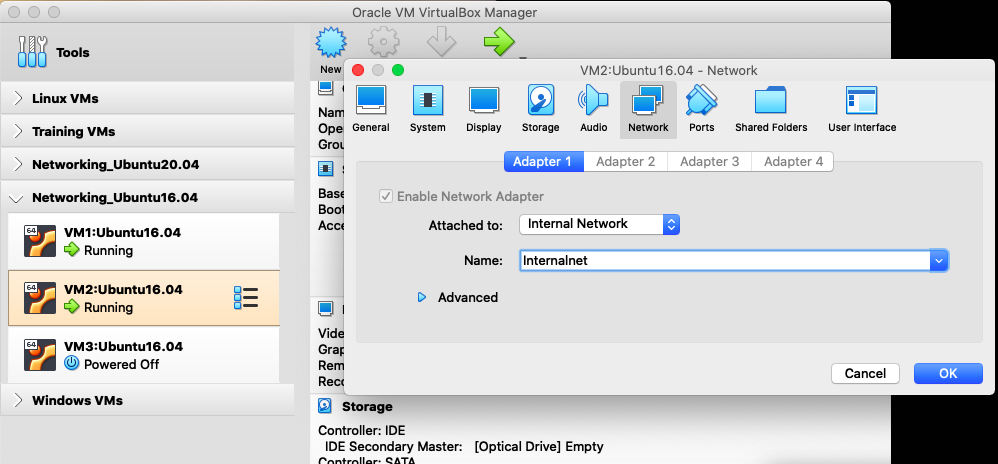 Oracle VM VirtualBox Manager
Tools
New
Linux VMs
Training VMs
Networking_Ubuntu20.04
Networking_Ubuntu16.04
64
VM1:Ubuntu16.04
Running
64
VM2:Ubuntu16.04
Running
64
VM3:Ubuntu16.04
Powered Off
Windows VMs
Nam
Ope
Grou
Base
Boot
Acce
Vide
Grap
Rem
Reco
Storage
Controller: IDE
IDE Secondary Master: [Optical Drive] Empty
Controller: SATA
VM2:Ubuntu16.04 - Network
General
System
Display
Storage
Audio
Network
Ports
Shared Folders
User Interface
Adapter 1
Adapter 2
Adapter 3
Adapter 4
Enable Network Adapter
Attached to: Internal Network
Name: Internalnet
Advanced
Cancel
OK